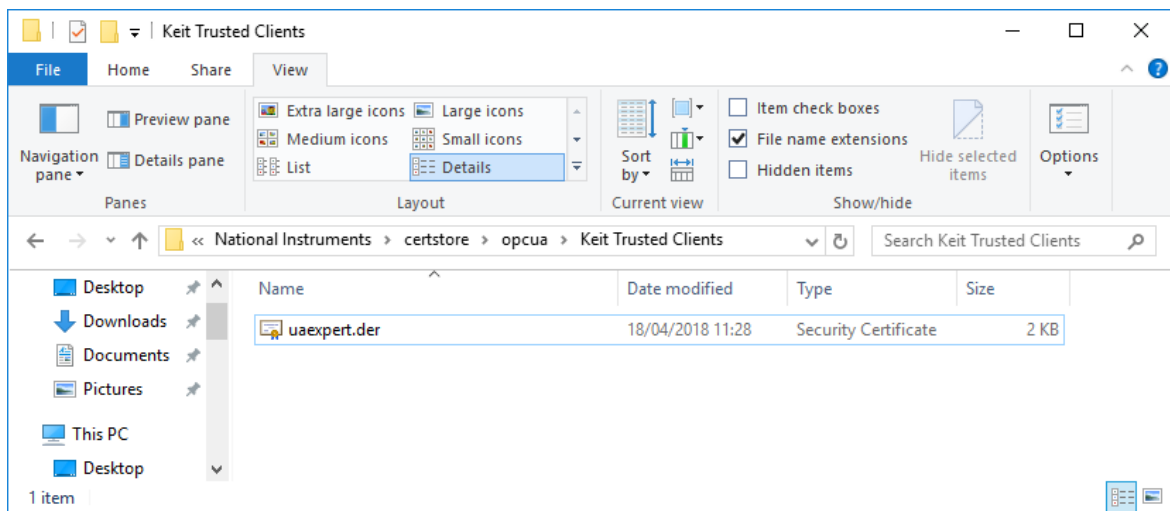 Keit Trusted Clients
File Home Share View
Extra large icons Large icons Item check boxes
Preview pane Medium icons Small icons File name extensions
Navigation pane Details pane List Details Sort by Hide selected items Options
Hidden items
Panes Layout Current view Show/hide
« National Instruments › certstore › opcua › Keit Trusted Clients Search Keit Trusted Clients
Desktop Name Date modified Type Size
Downloads uaexpert.der 18/04/2018 11:28 Security Certificate 2 KB
Documents
Pictures
This PC
Desktop
1 item